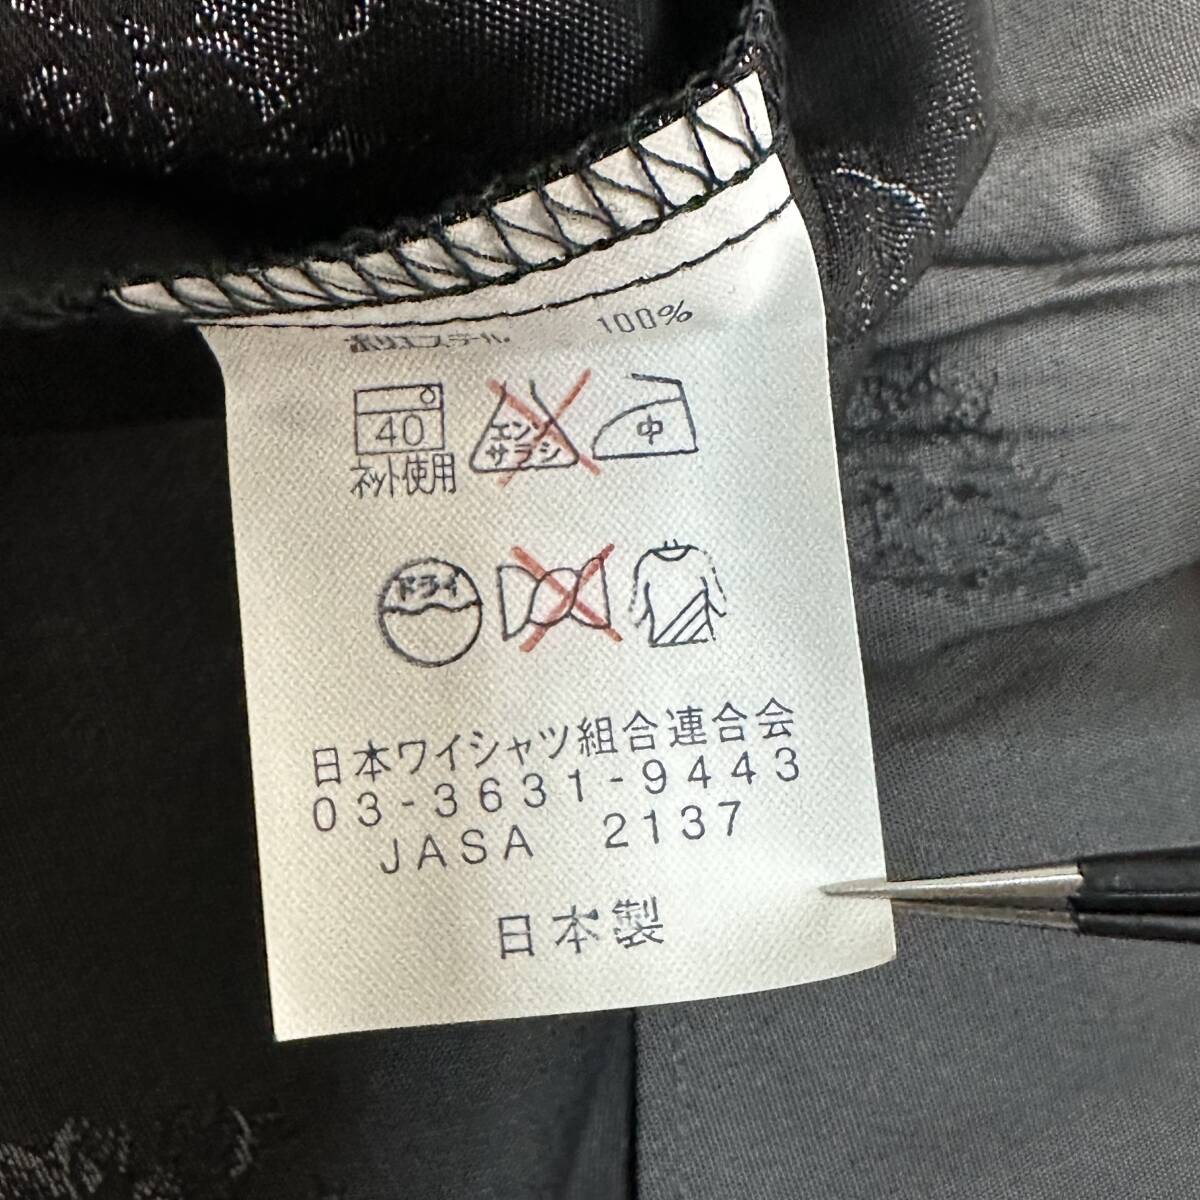 ポリエステル 100%
40 エンソサラシ 中
ネット使用
ドライ
日本ワイシャツ組合連合会
03-3631-9443
JASA 2137
日本製